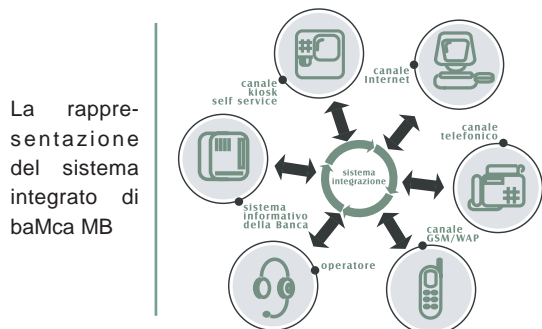 La rappre-
sentazione
del sistema
integrato di
baMca MB
canale
kiosk
self service
canale
Internet
canale
telefonico
sistema
integrazione
sistema
informativo
della Banca
canale
GSM/WAP
operatore